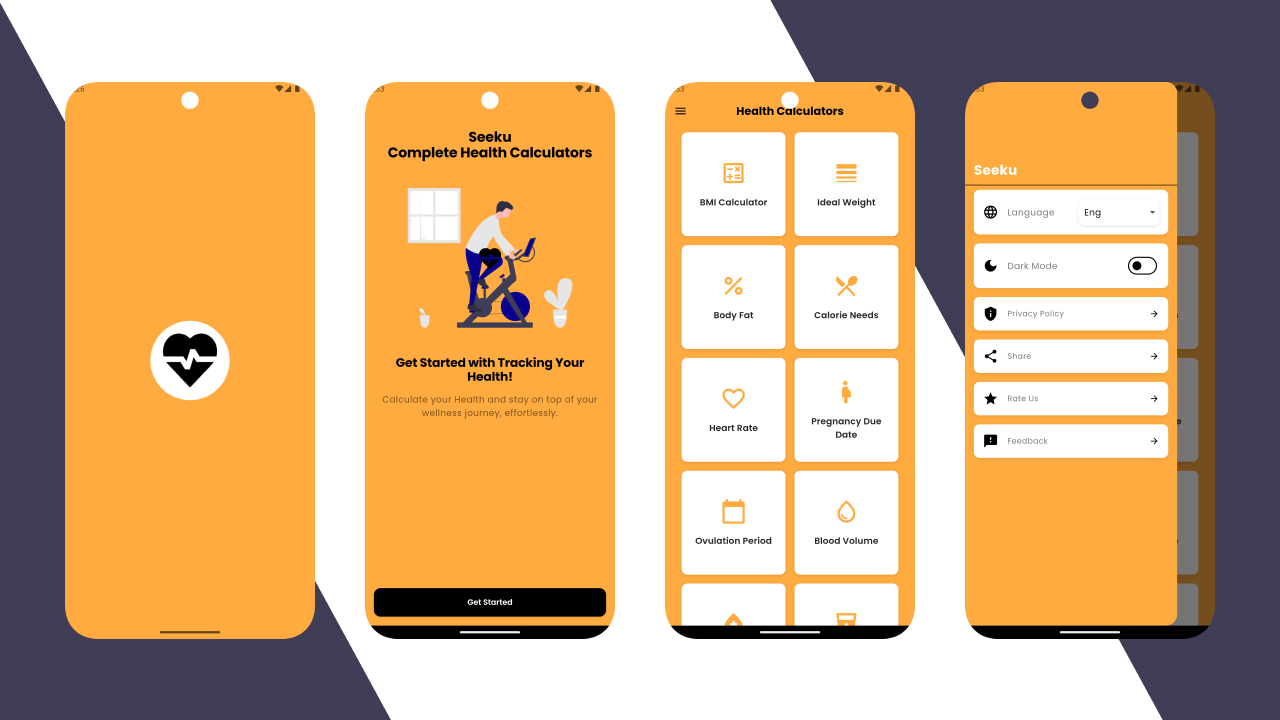 Seeku
Complete Health Calculators
Get Started with Tracking Your
Health!
Calculate your Health and stay on top of your
wellness journey, effortlessly.
Get Started
Health Calculators
BMI Calculator
Ideal Weight
Body Fat
Calorie Needs
Heart Rate
Pregnancy Due
Date
Ovulation Period
Blood Volume
Seeku
Language
Eng
Dark Mode
Privacy Policy
Share
Rate Us
Feedback